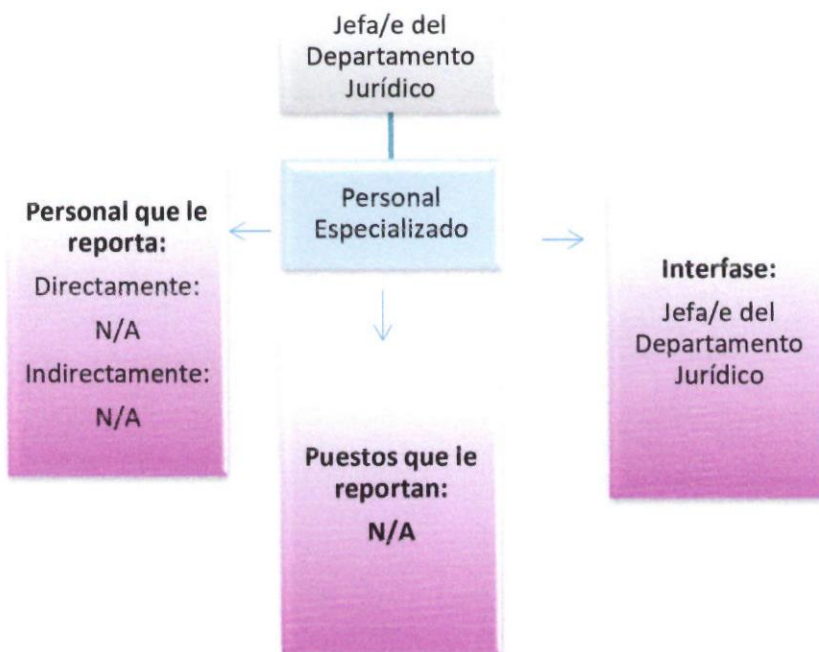 Jefa/e del
Departamento
Jurídico
Personal
Especializado
Personal que le
reporta:
Directamente:
N/A
Indirectamente:
N/A
Puestos que le
reportan:
N/A
Interfase:
Jefa/e del
Departamento
Jurídico